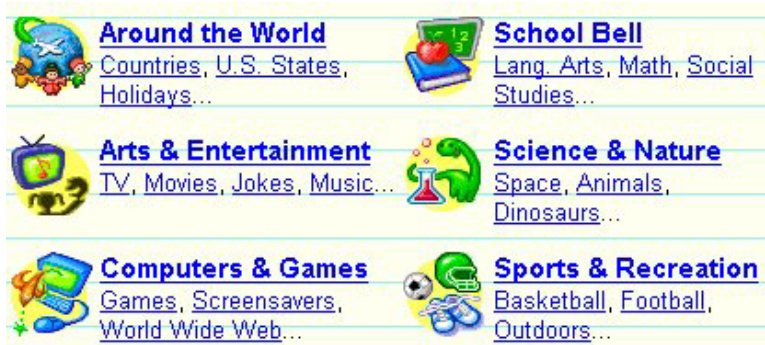 Around the World
Countries, U.S. States,
Holidays...
School Bell
Lang. Arts, Math, Social
Studies...
Arts & Entertainment
TV, Movies, Jokes, Music...
Science & Nature
Space, Animals,
Dinosaurs...
Computers & Games
Games, Screensavers,
World Wide Web...
Sports & Recreation
Basketball, Football,
Outdoors...